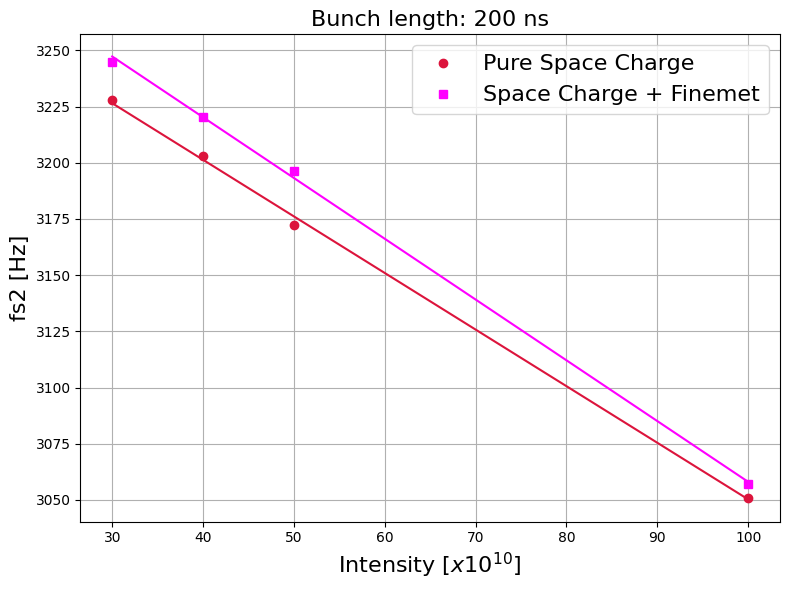 Bunch length: 200 ns
Pure Space Charge
Space Charge + Finemet
fs2 [Hz]
3250
3225
3200
3175
3150
3125
3100
3075
3050
30 40 50 60 70 80 90 100
Intensity [$x10^{10}$]